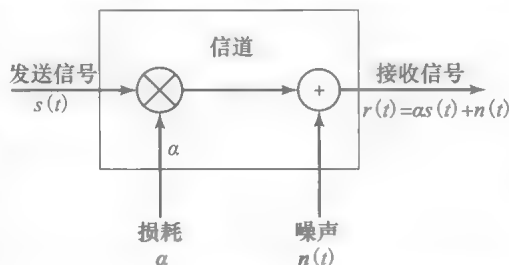 信道
发送信号
s(t)
接收信号
r(t)=αs(t)+n(t)
+
α
损耗
α
噪声
n(t)